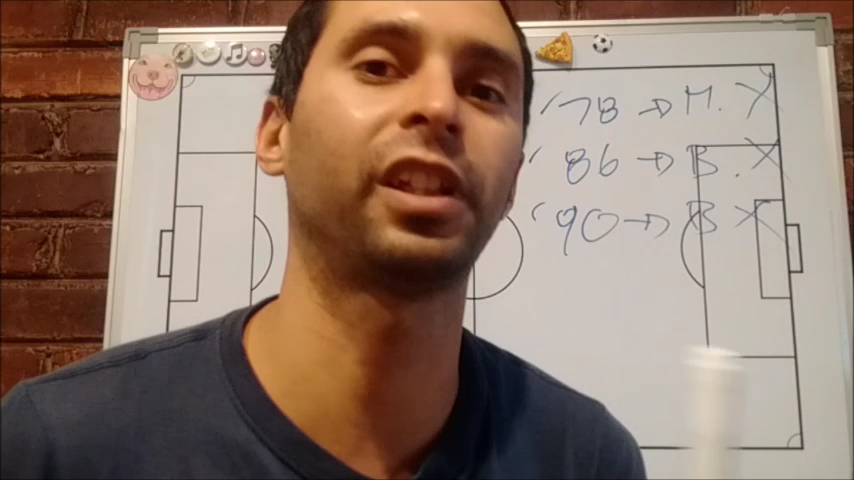 '78 → M. X
'86 → B. X
'90 → B X